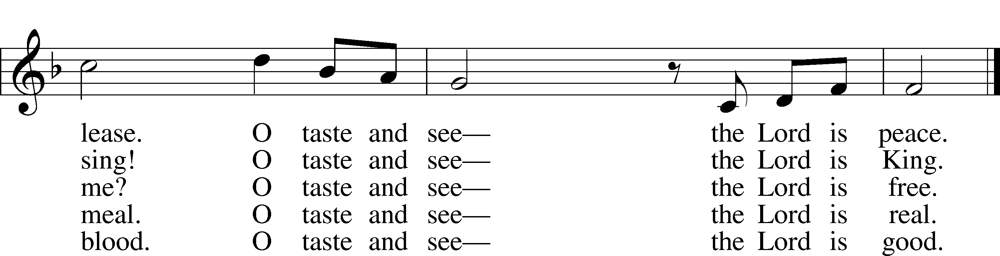 lease. O taste and see— the Lord is peace.
sing! O taste and see— the Lord is King.
me? O taste and see— the Lord is free.
meal. O taste and see— the Lord is real.
blood. O taste and see— the Lord is good.